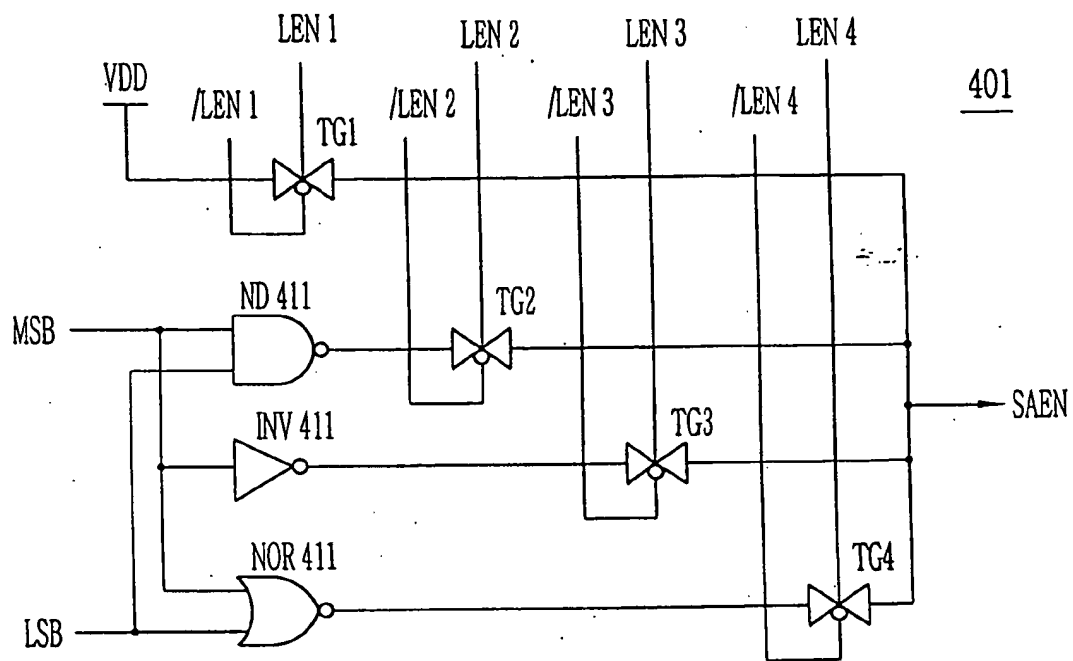 LEN 1
LEN 2
LEN 3
LEN 4
VDD
/LEN 1
/LEN 2
/LEN 3
/LEN 4
401
TG1
ND 411
TG2
MSB
SAEN
INV 411
TG3
NOR 411
TG4
LSB